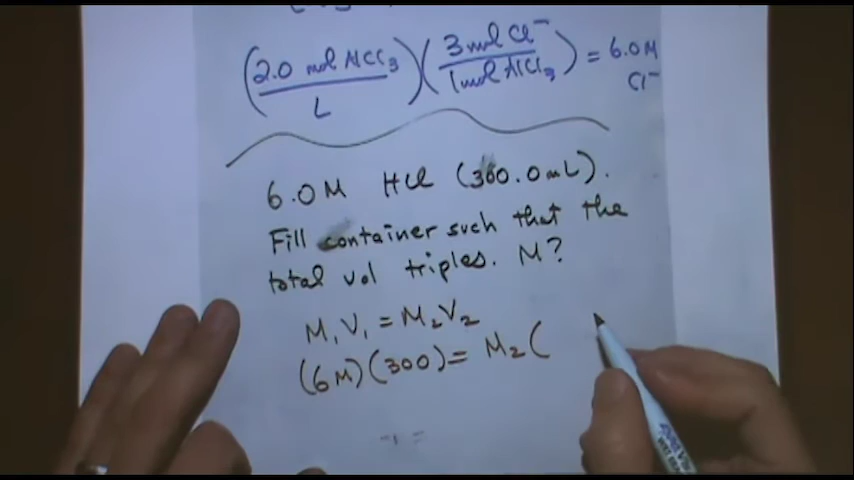 (2.0 mol AlCl₃ / L) (3 mol Cl⁻ / 1 mol AlCl₃) = 6.0 M Cl⁻
6.0 M HCl (300.0 mL).
Fill container such that the
total vol triples. M?
M₁V₁ = M₂V₂
(6M)(300) = M₂(